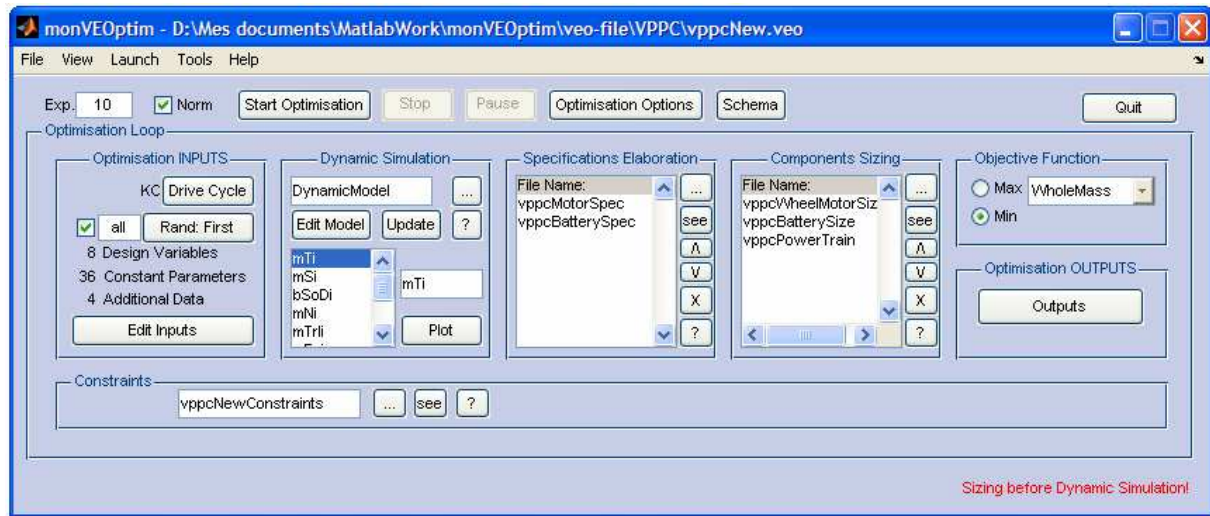 monVEOptim - D:\Mes documents\MatlabWork\monVEOptim\veo-file\VPPC\vppcNew.veo
File View Launch Tools Help
Exp. 10 Norm Start Optimisation Stop Pause Optimisation Options Schema Quit
Optimisation Loop
Optimisation INPUTS
KC Drive Cycle
all Rand: First
8 Design Variables
36 Constant Parameters
4 Additional Data
Edit Inputs
Dynamic Simulation
DynamicModel ...
Edit Model Update ?
mTi
mSi
bSoDi
mNi
mTrli
mTi
Plot
Specifications Elaboration
File Name:
vppcMotorSpec
vppcBatterySpec
...
see
Λ
V
X
?
Components Sizing
File Name:
vppcWheelMotorSiz
vppcBatterySize
vppcPowerTrain
...
see
Λ
V
X
?
Objective Function
Max WholeMass
Min
Optimisation OUTPUTS
Outputs
Constraints
vppcNewConstraints ... see ?
Sizing before Dynamic Simulation!